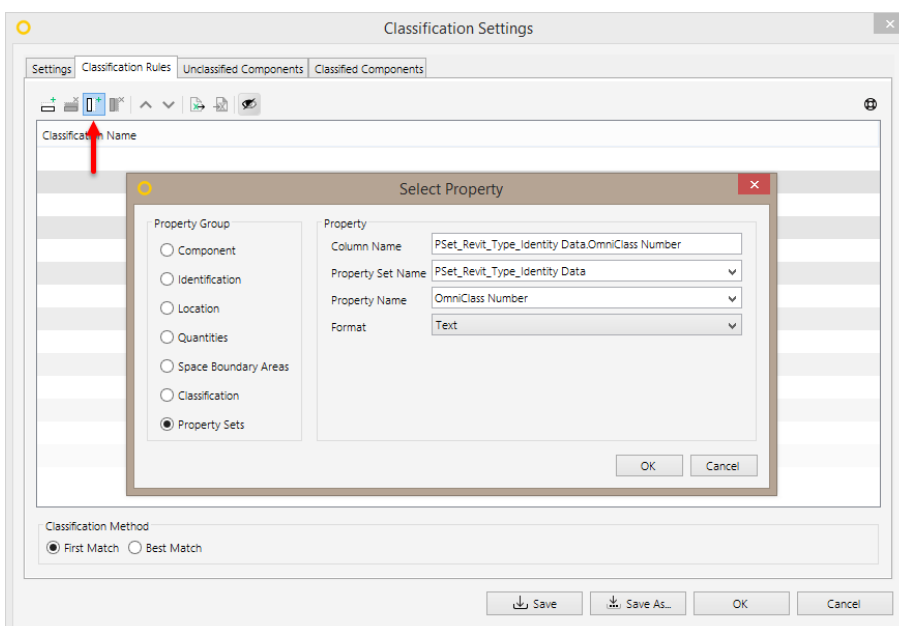 Classification Settings
Settings Classification Rules Unclassified Components Classified Components
Classification Name
Select Property
Property Group
Component
Identification
Location
Quantities
Space Boundary Areas
Classification
Property Sets
Property
Column Name PSet_Revit_Type_Identity Data.OmniClass Number
Property Set Name PSet_Revit_Type_Identity Data
Property Name OmniClass Number
Format Text
OK Cancel
Classification Method
First Match Best Match
Save Save As... OK Cancel